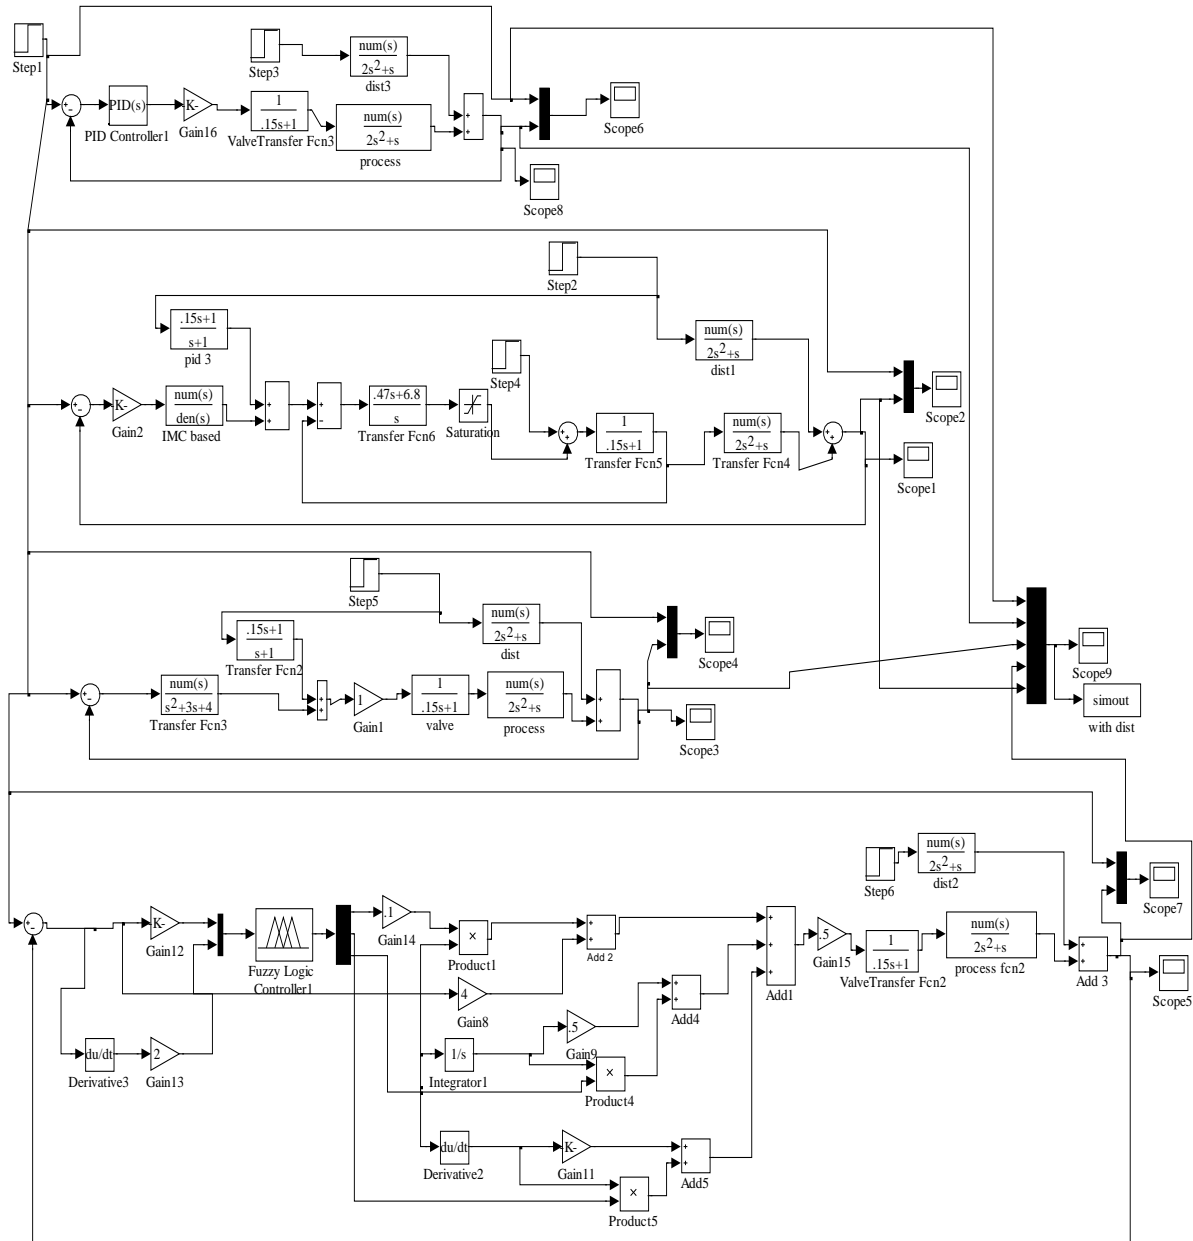 Step1
+
-
PID(s)
PID Controller1
K-
Gain16
1
.15s+1
ValveTransfer Fcn3
Step3
num(s)
2s²+s
dist3
num(s)
2s²+s
process
+
+
Scope6
Scope8
Step2
.15s+1
s+1
pid 3
num(s)
2s²+s
dist1
Step4
+
-
K-
Gain2
num(s)
den(s)
IMC based
+
+
+
-
.47s+6.8
s
Transfer Fcn6
Saturation
+
+
1
.15s+1
Transfer Fcn5
num(s)
2s²+s
Transfer Fcn4
+
+
Scope2
Scope1
Step5
.15s+1
s+1
Transfer Fcn2
num(s)
2s²+s
dist
Scope4
+
-
num(s)
s²+3s+4
Transfer Fcn3
+
+
1
Gain1
1
.15s+1
valve
num(s)
2s²+s
process
+
+
Scope3
Scope9
simout
with dist
Step6
num(s)
2s²+s
dist2
Scope7
+
-
K-
Gain12
Fuzzy Logic
Controller1
.1
Gain14
×
Product1
+
+
Add 2
4
Gain8
+
+
+
Add1
.5
Gain15
1
.15s+1
ValveTransfer Fcn2
num(s)
2s²+s
process fcn2
+
+
Add 3
Scope5
du/dt
Derivative3
2
Gain13
1/s
Integrator1
.5
Gain9
×
Product4
+
+
Add4
du/dt
Derivative2
K-
Gain11
×
Product5
+
+
Add5